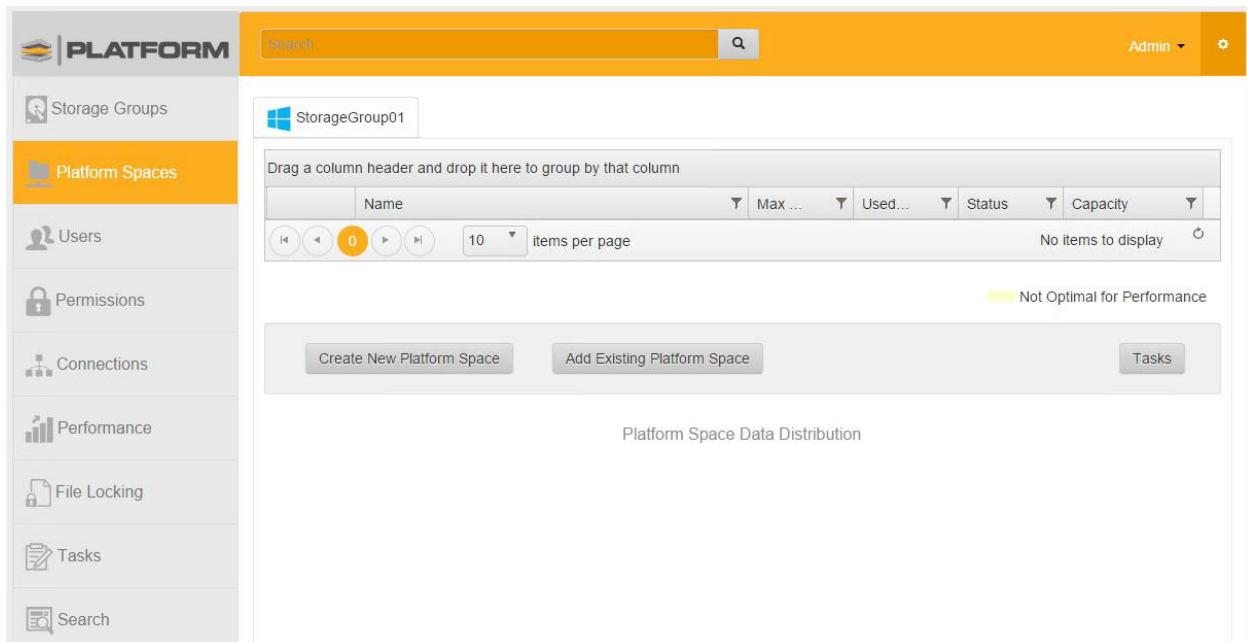 PLATFORM
Search
Admin
Storage Groups
Platform Spaces
Users
Permissions
Connections
Performance
File Locking
Tasks
Search
StorageGroup01
Drag a column header and drop it here to group by that column
Name Max ... Used... Status Capacity
0 10 items per page No items to display
Not Optimal for Performance
Create New Platform Space Add Existing Platform Space Tasks
Platform Space Data Distribution